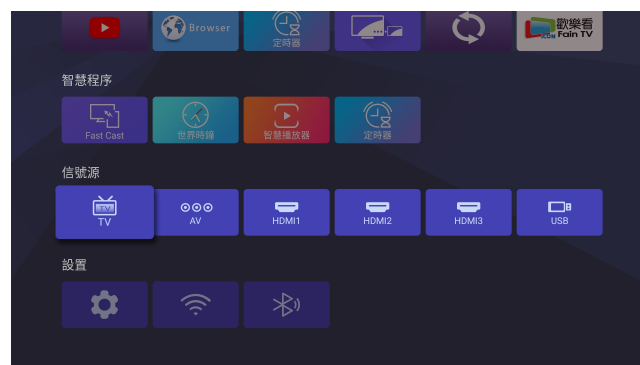 Browser
定時器
ICON
歡樂看
Fain TV
智慧程序
Fast Cast
世界時鐘
智慧播放器
定時器
信號源
TV
TV
AV
HDMI1
HDMI2
HDMI3
USB
設置